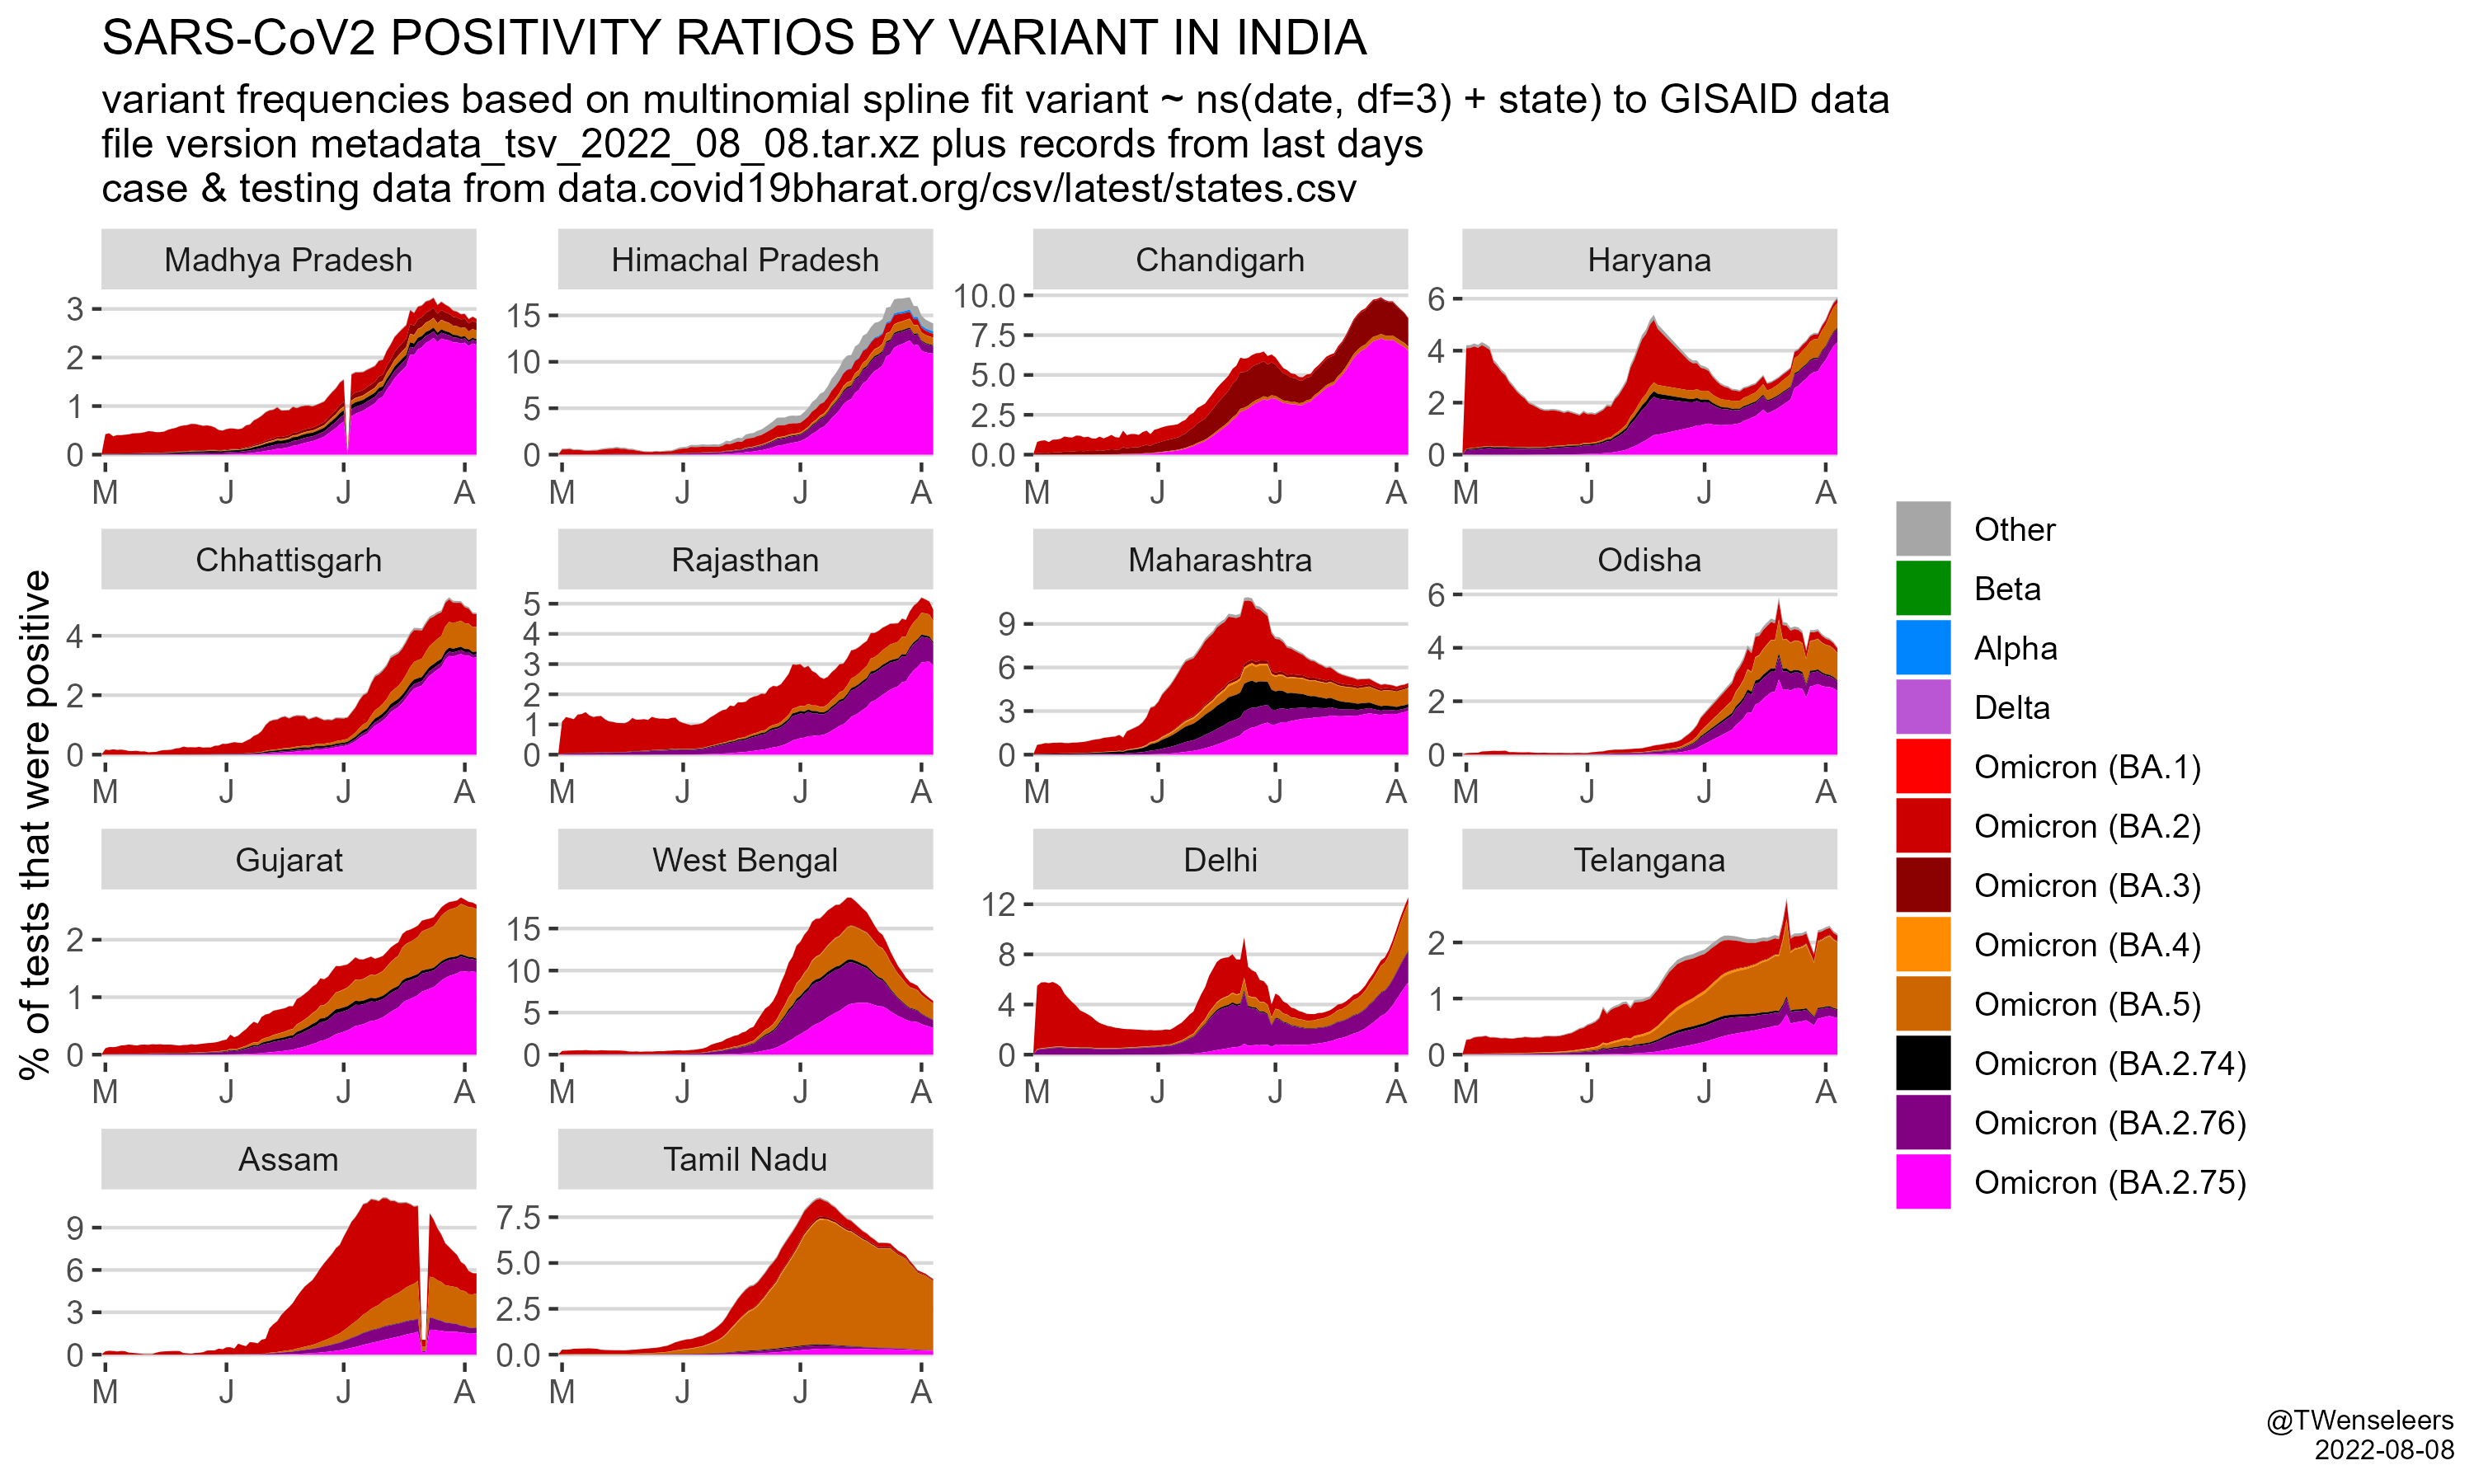 SARS-CoV2 POSITIVITY RATIOS BY VARIANT IN INDIA
variant frequencies based on multinomial spline fit variant ~ ns(date, df=3) + state) to GISAID data
file version metadata_tsv_2022_08_08.tar.xz plus records from last days
case & testing data from data.covid19bharat.org/csv/latest/states.csv
% of tests that were positive
Madhya Pradesh
3
2
1
0
M J J A
Himachal Pradesh
15
10
5
0
M J J A
Chandigarh
10.0
7.5
5.0
2.5
0.0
M J J A
Haryana
6
4
2
0
M J J A
Chhattisgarh
4
2
0
M J J A
Rajasthan
5
4
3
2
1
0
M J J A
Maharashtra
9
6
3
0
M J J A
Odisha
6
4
2
0
M J J A
Gujarat
2
1
0
M J J A
West Bengal
15
10
5
0
M J J A
Delhi
12
8
4
0
M J J A
Telangana
2
1
0
M J J A
Assam
9
6
3
0
M J J A
Tamil Nadu
7.5
5.0
2.5
0.0
M J J A
Other
Beta
Alpha
Delta
Omicron (BA.1)
Omicron (BA.2)
Omicron (BA.3)
Omicron (BA.4)
Omicron (BA.5)
Omicron (BA.2.74)
Omicron (BA.2.76)
Omicron (BA.2.75)
@TWenseleers
2022-08-08